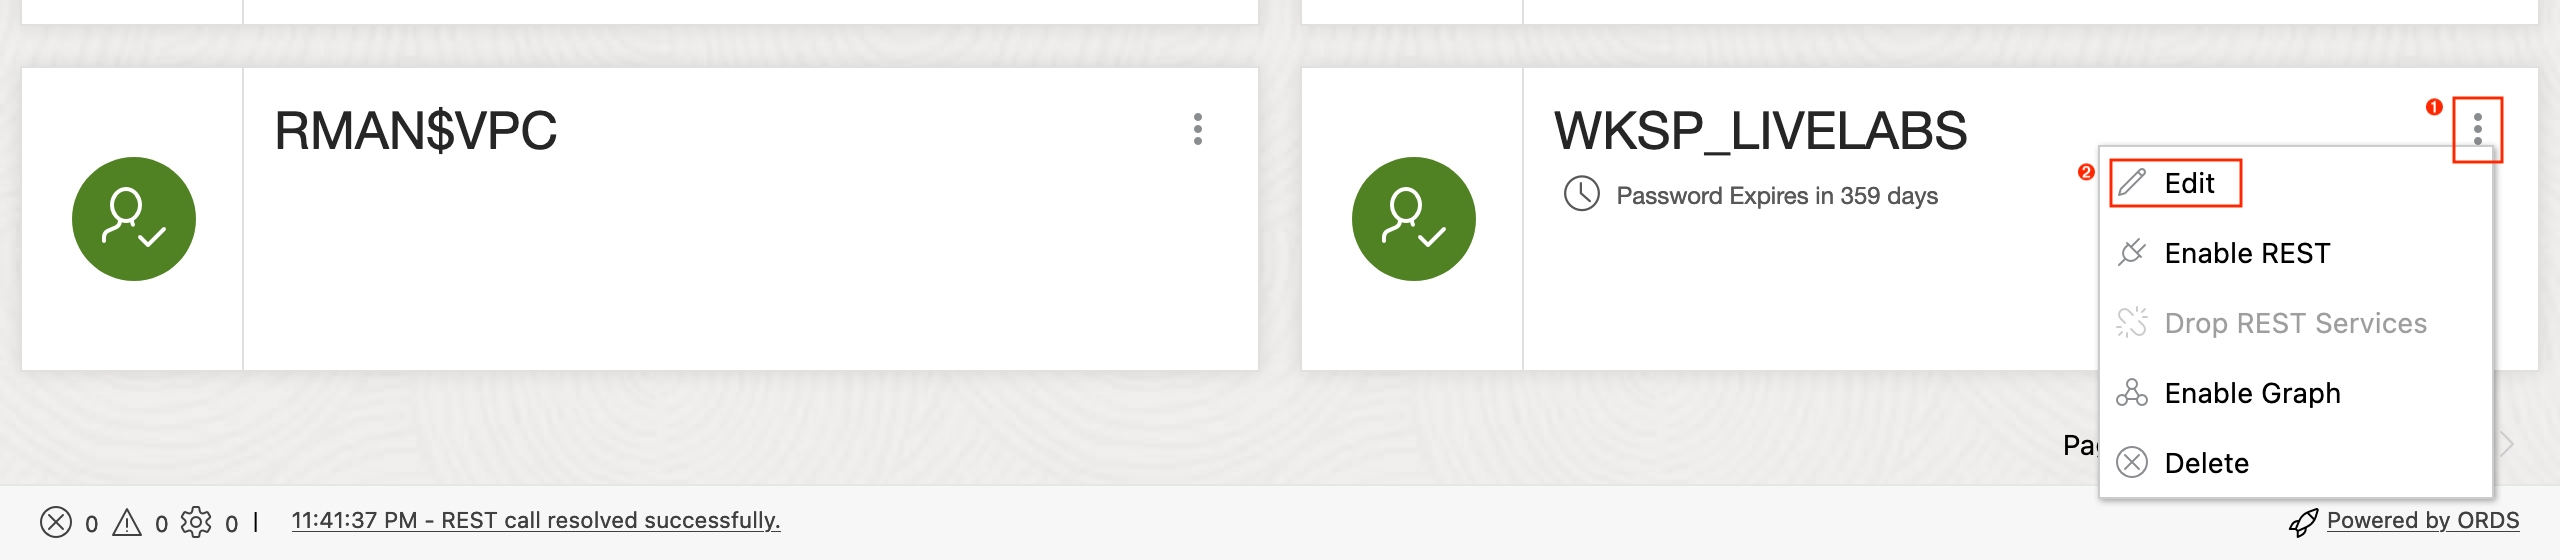 RMAN$VPC
WKSP_LIVELABS
1
Password Expires in 359 days
2
Edit
Enable REST
Drop REST Services
Enable Graph
Delete
0 0 0 | 11:41:37 PM - REST call resolved successfully.
Powered by ORDS